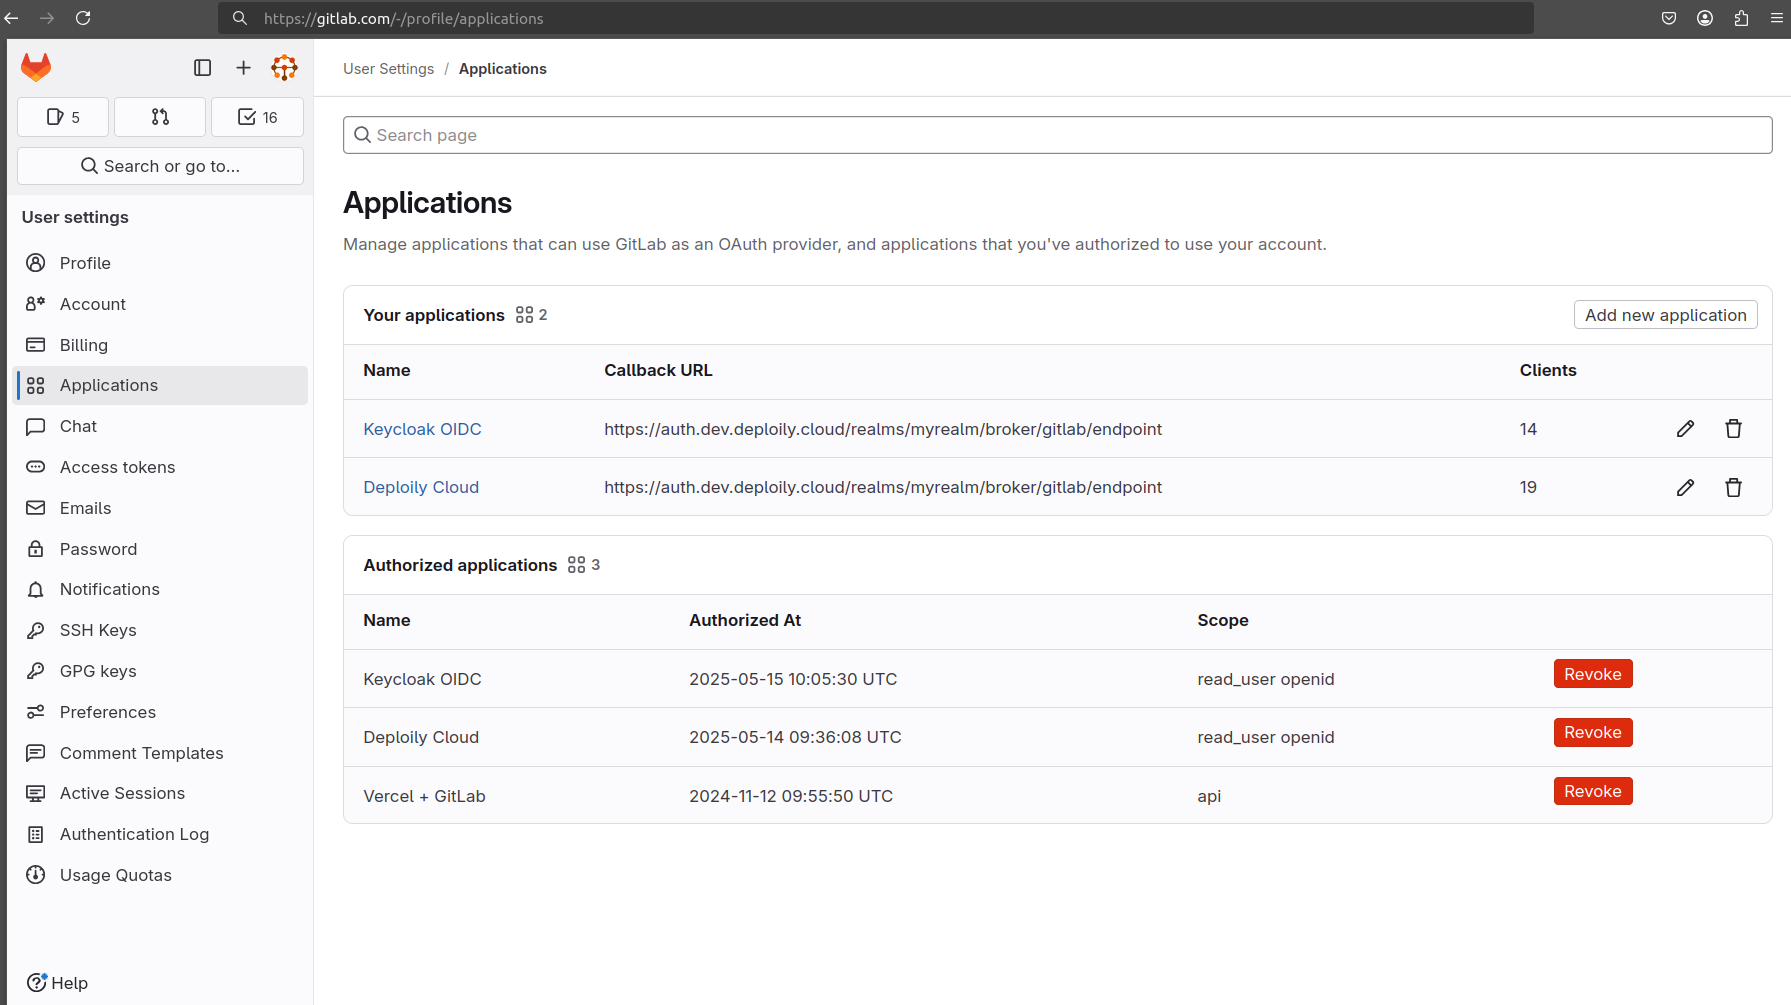 https://gitlab.com/-/profile/applications
User Settings / Applications
5
16
Search or go to...
User settings
Profile
Account
Billing
Applications
Chat
Access tokens
Emails
Password
Notifications
SSH Keys
GPG keys
Preferences
Comment Templates
Active Sessions
Authentication Log
Usage Quotas
Help
Search page
Applications
Manage applications that can use GitLab as an OAuth provider, and applications that you've authorized to use your account.
Your applications 2 Add new application
Name Callback URL Clients
Keycloak OIDC https://auth.dev.deploily.cloud/realms/myrealm/broker/gitlab/endpoint 14
Deploily Cloud https://auth.dev.deploily.cloud/realms/myrealm/broker/gitlab/endpoint 19
Authorized applications 3
Name Authorized At Scope
Keycloak OIDC 2025-05-15 10:05:30 UTC read_user openid Revoke
Deploily Cloud 2025-05-14 09:36:08 UTC read_user openid Revoke
Vercel + GitLab 2024-11-12 09:55:50 UTC api Revoke